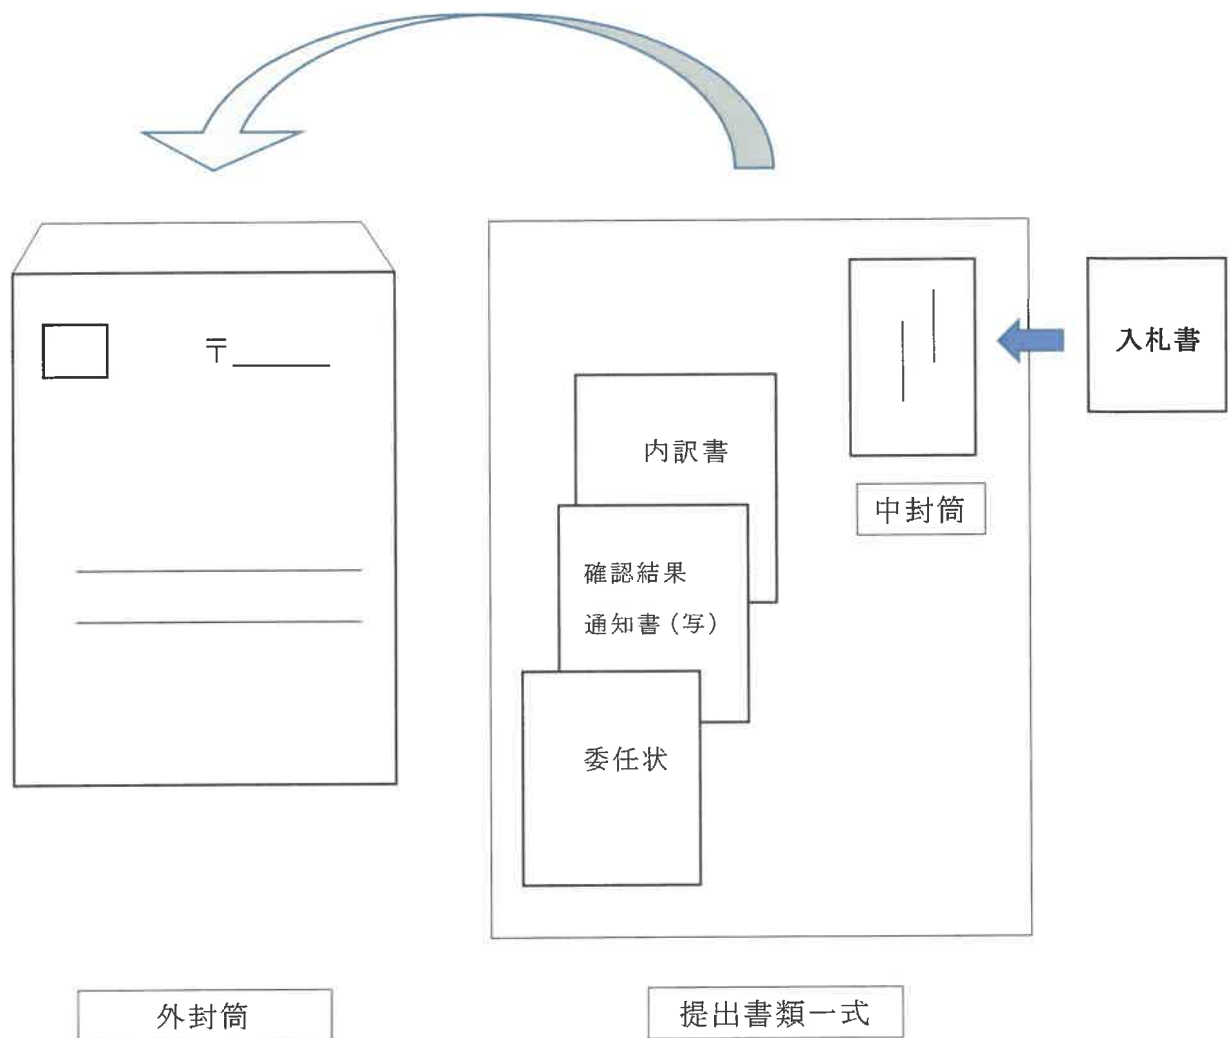 〒
入札書
内訳書
中封筒
確認結果
通知書(写)
委任状
外封筒
提出書類一式